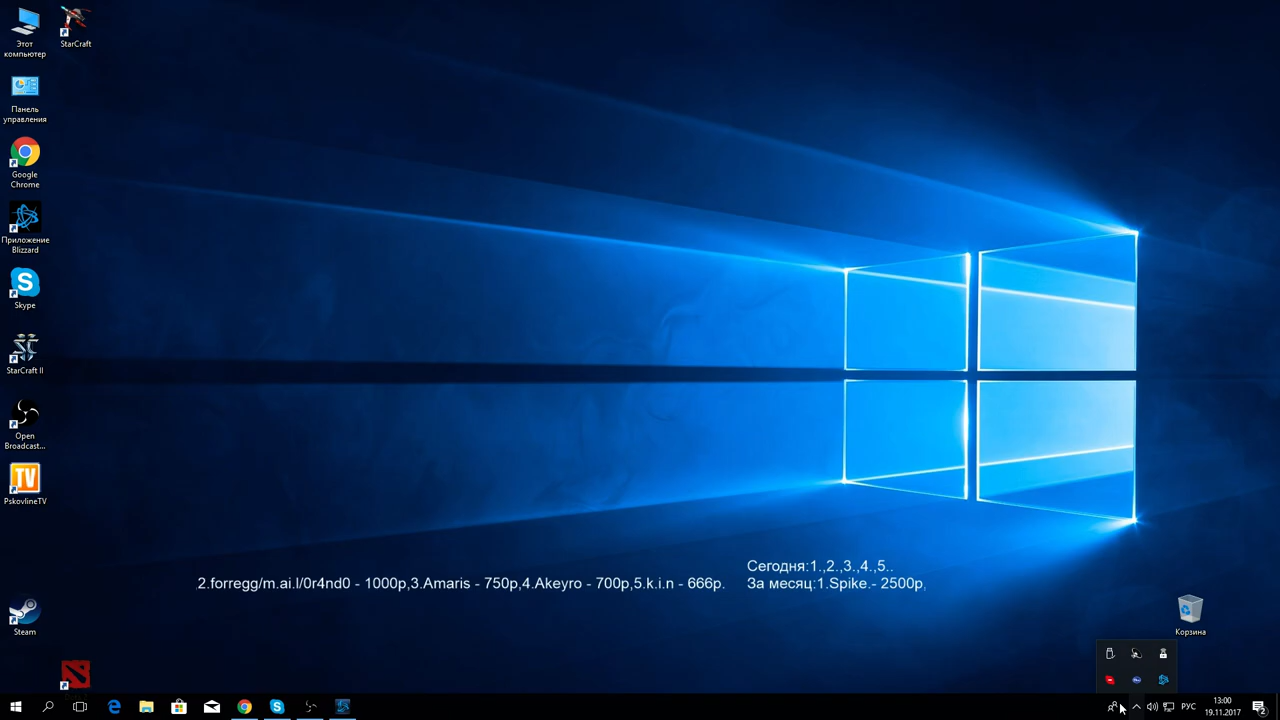 Этот
компьютер
StarCraft
Панель
управления
Google
Chrome
Приложение
Blizzard
Skype
StarCraft II
Open
Broadcast...
TV
PskovlineTV
Steam
Сегодня:1.,2.,3.,4.,5..
,2.forregg/m.ai.l/0r4nd0 - 1000р,3.Amaris - 750р,4.Akeyro - 700р,5.k.i.n - 666р.
За месяц:1.Spike.- 2500р,
Корзина
РУС
13:00
19.11.2017
2